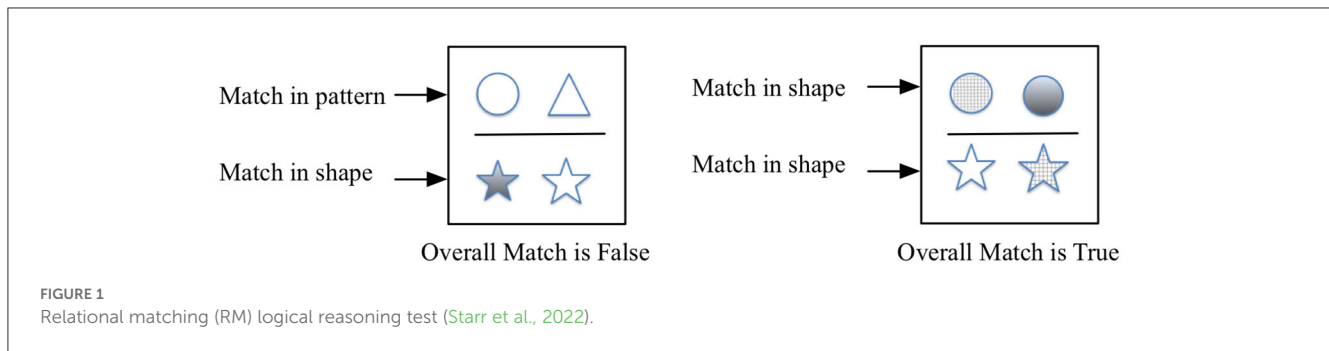 Match in pattern
Match in shape
Overall Match is False
Match in shape
Match in shape
Overall Match is True
FIGURE 1
Relational matching (RM) logical reasoning test (Starr et al., 2022).